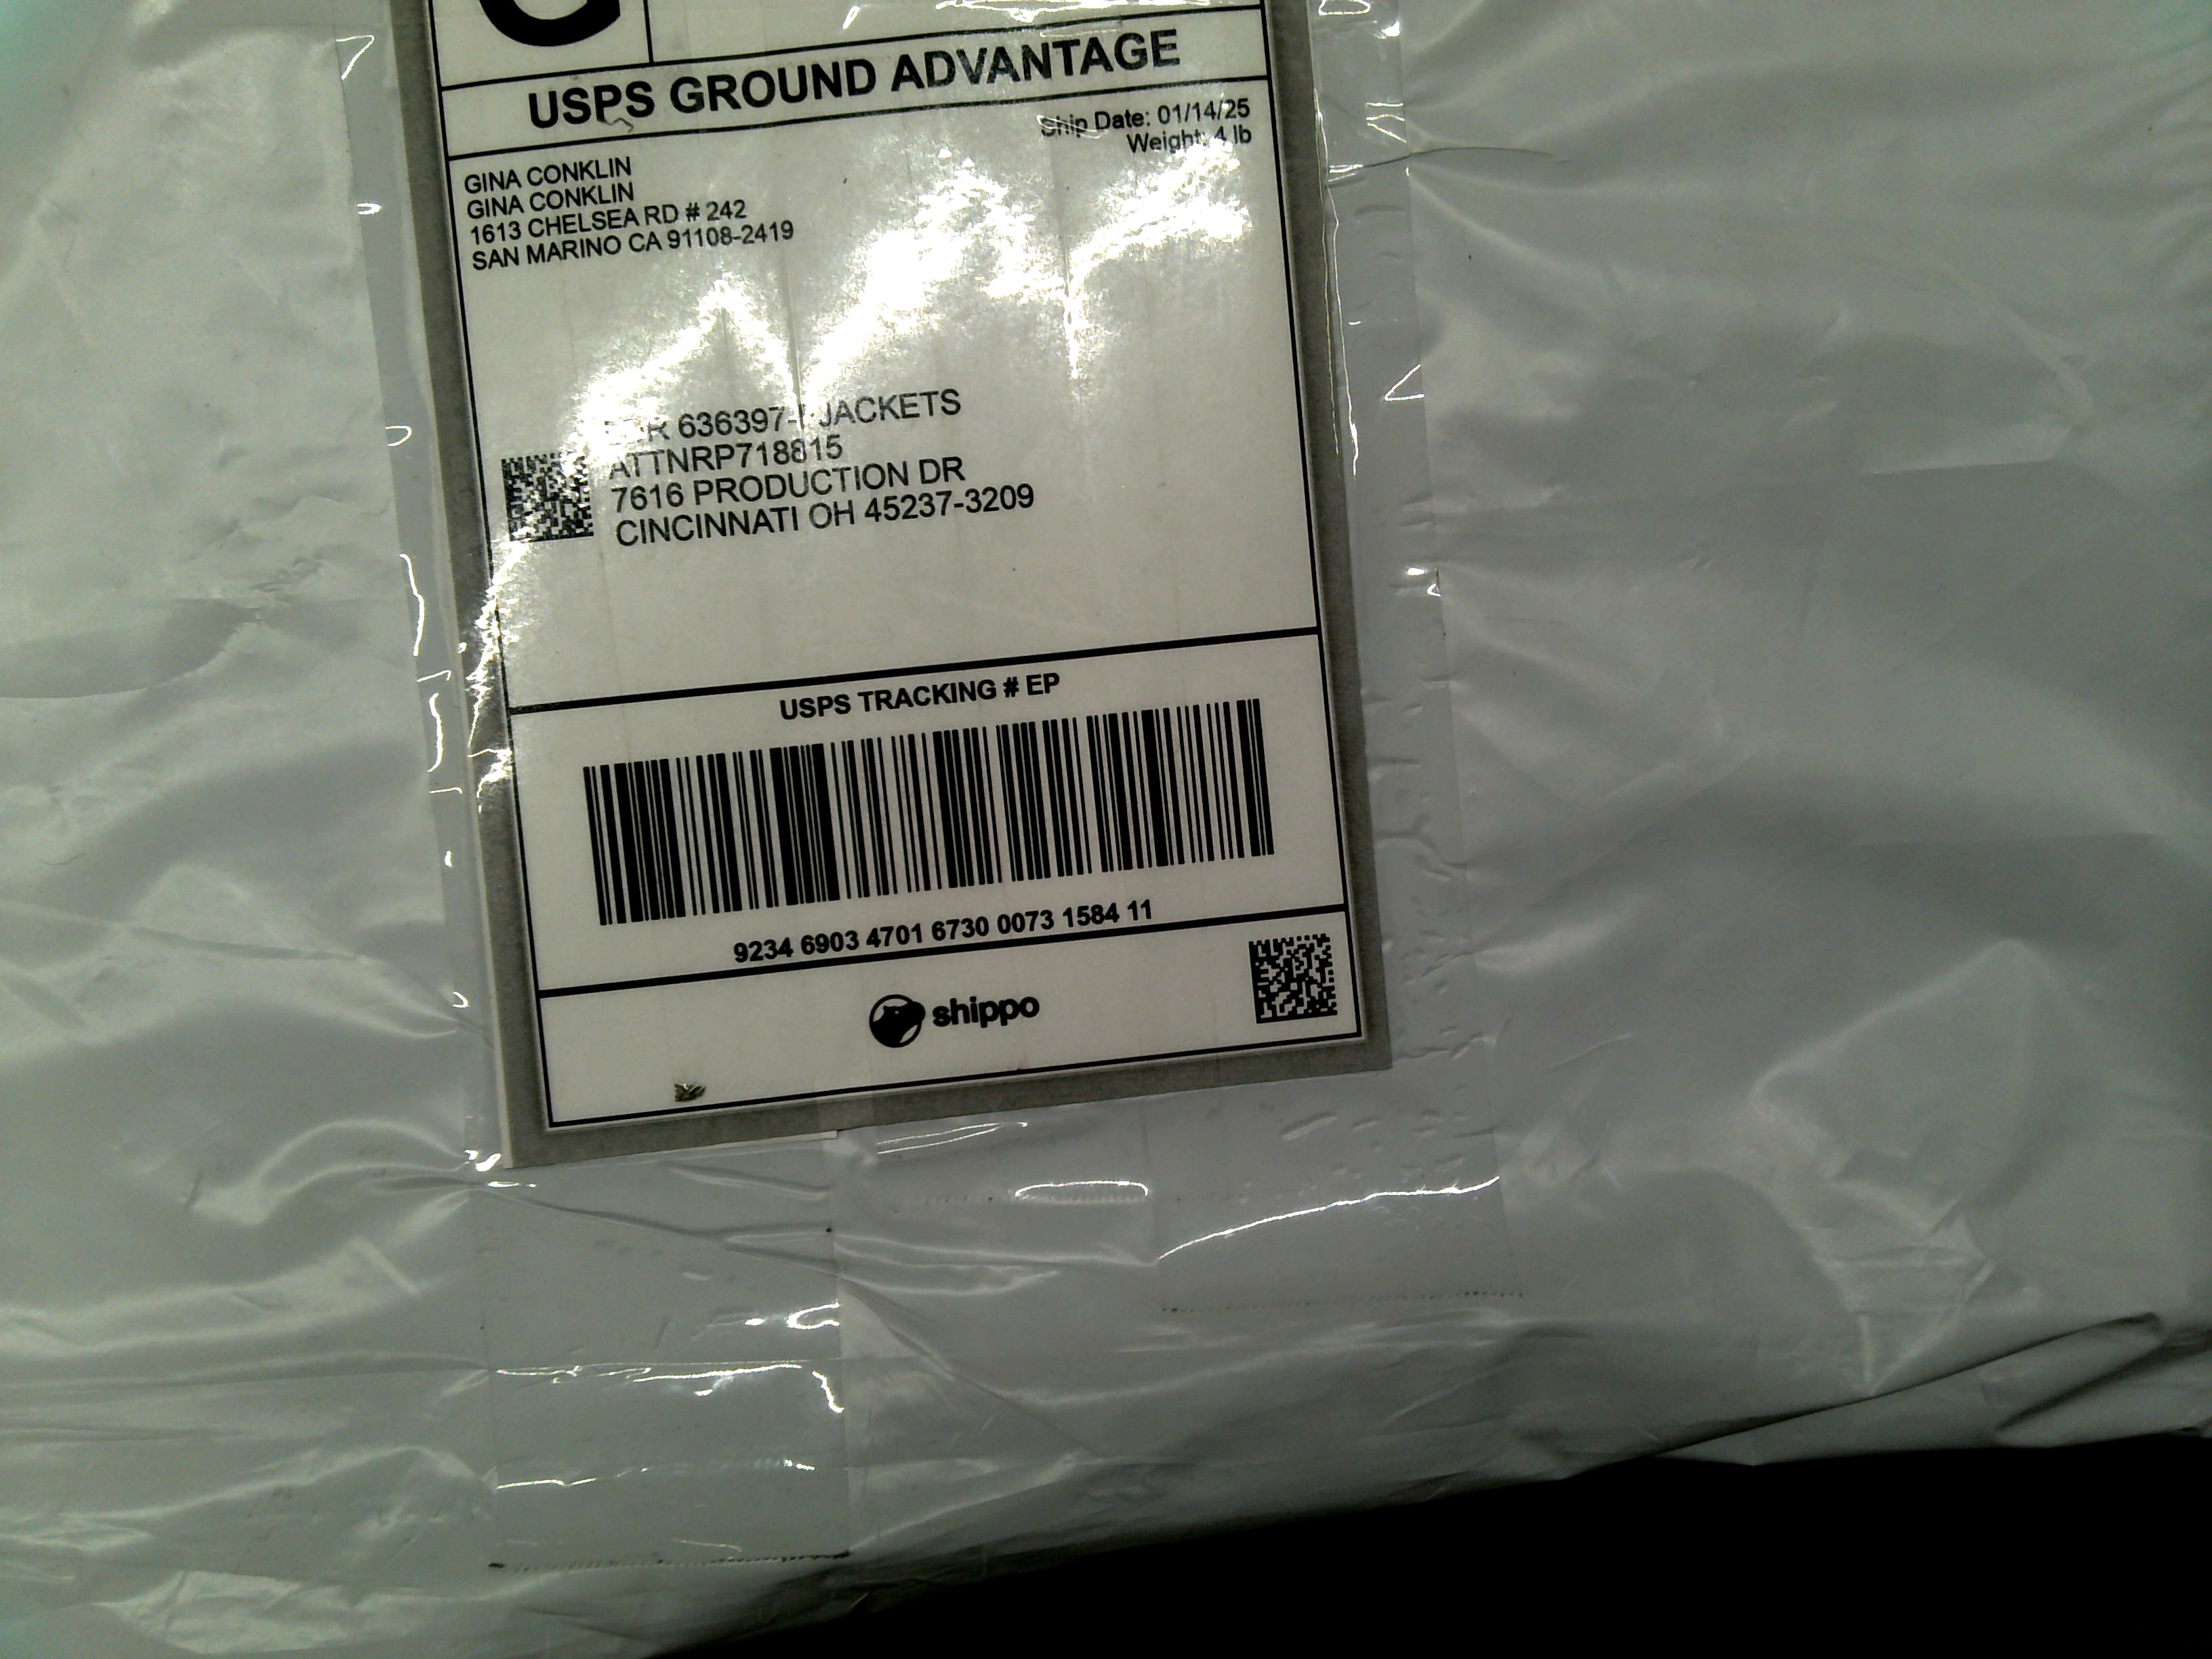 G
USPS GROUND ADVANTAGE
Ship Date: 01/14/25
Weight: 4 lb
GINA CONKLIN
GINA CONKLIN
1613 CHELSEA RD # 242
SAN MARINO CA 91108-2419
JACKETS
ATTNRP718815
7616 PRODUCTION DR
CINCINNATI OH 45237-3209
USPS TRACKING # EP
9234 6903 4701 6730 0073 1584 11
shippo